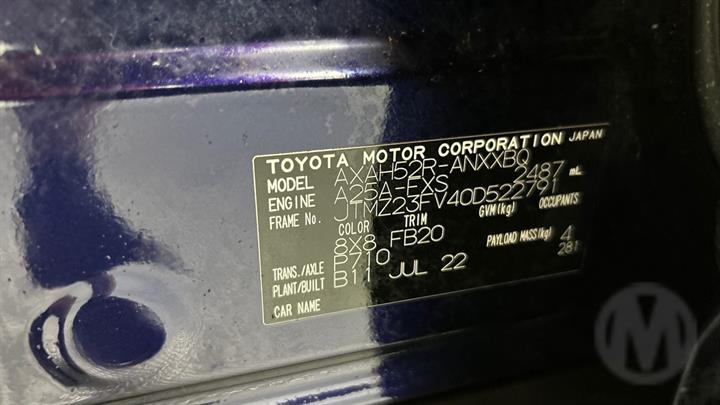 TOYOTA MOTOR CORPORATION JAPAN
MODEL AXAH52R-ANXXBQ
ENGINE A25A-FXS 2487 mL
FRAME No. JTMZ23FV40D522791
COLOR TRIM GVM(kg) OCCUPANTS
8X8 FB20 4
TRANS./AXLE P710 PAYLOAD MASS(kg) 281
PLANT/BUILT B11 JUL 22
CAR NAME
M